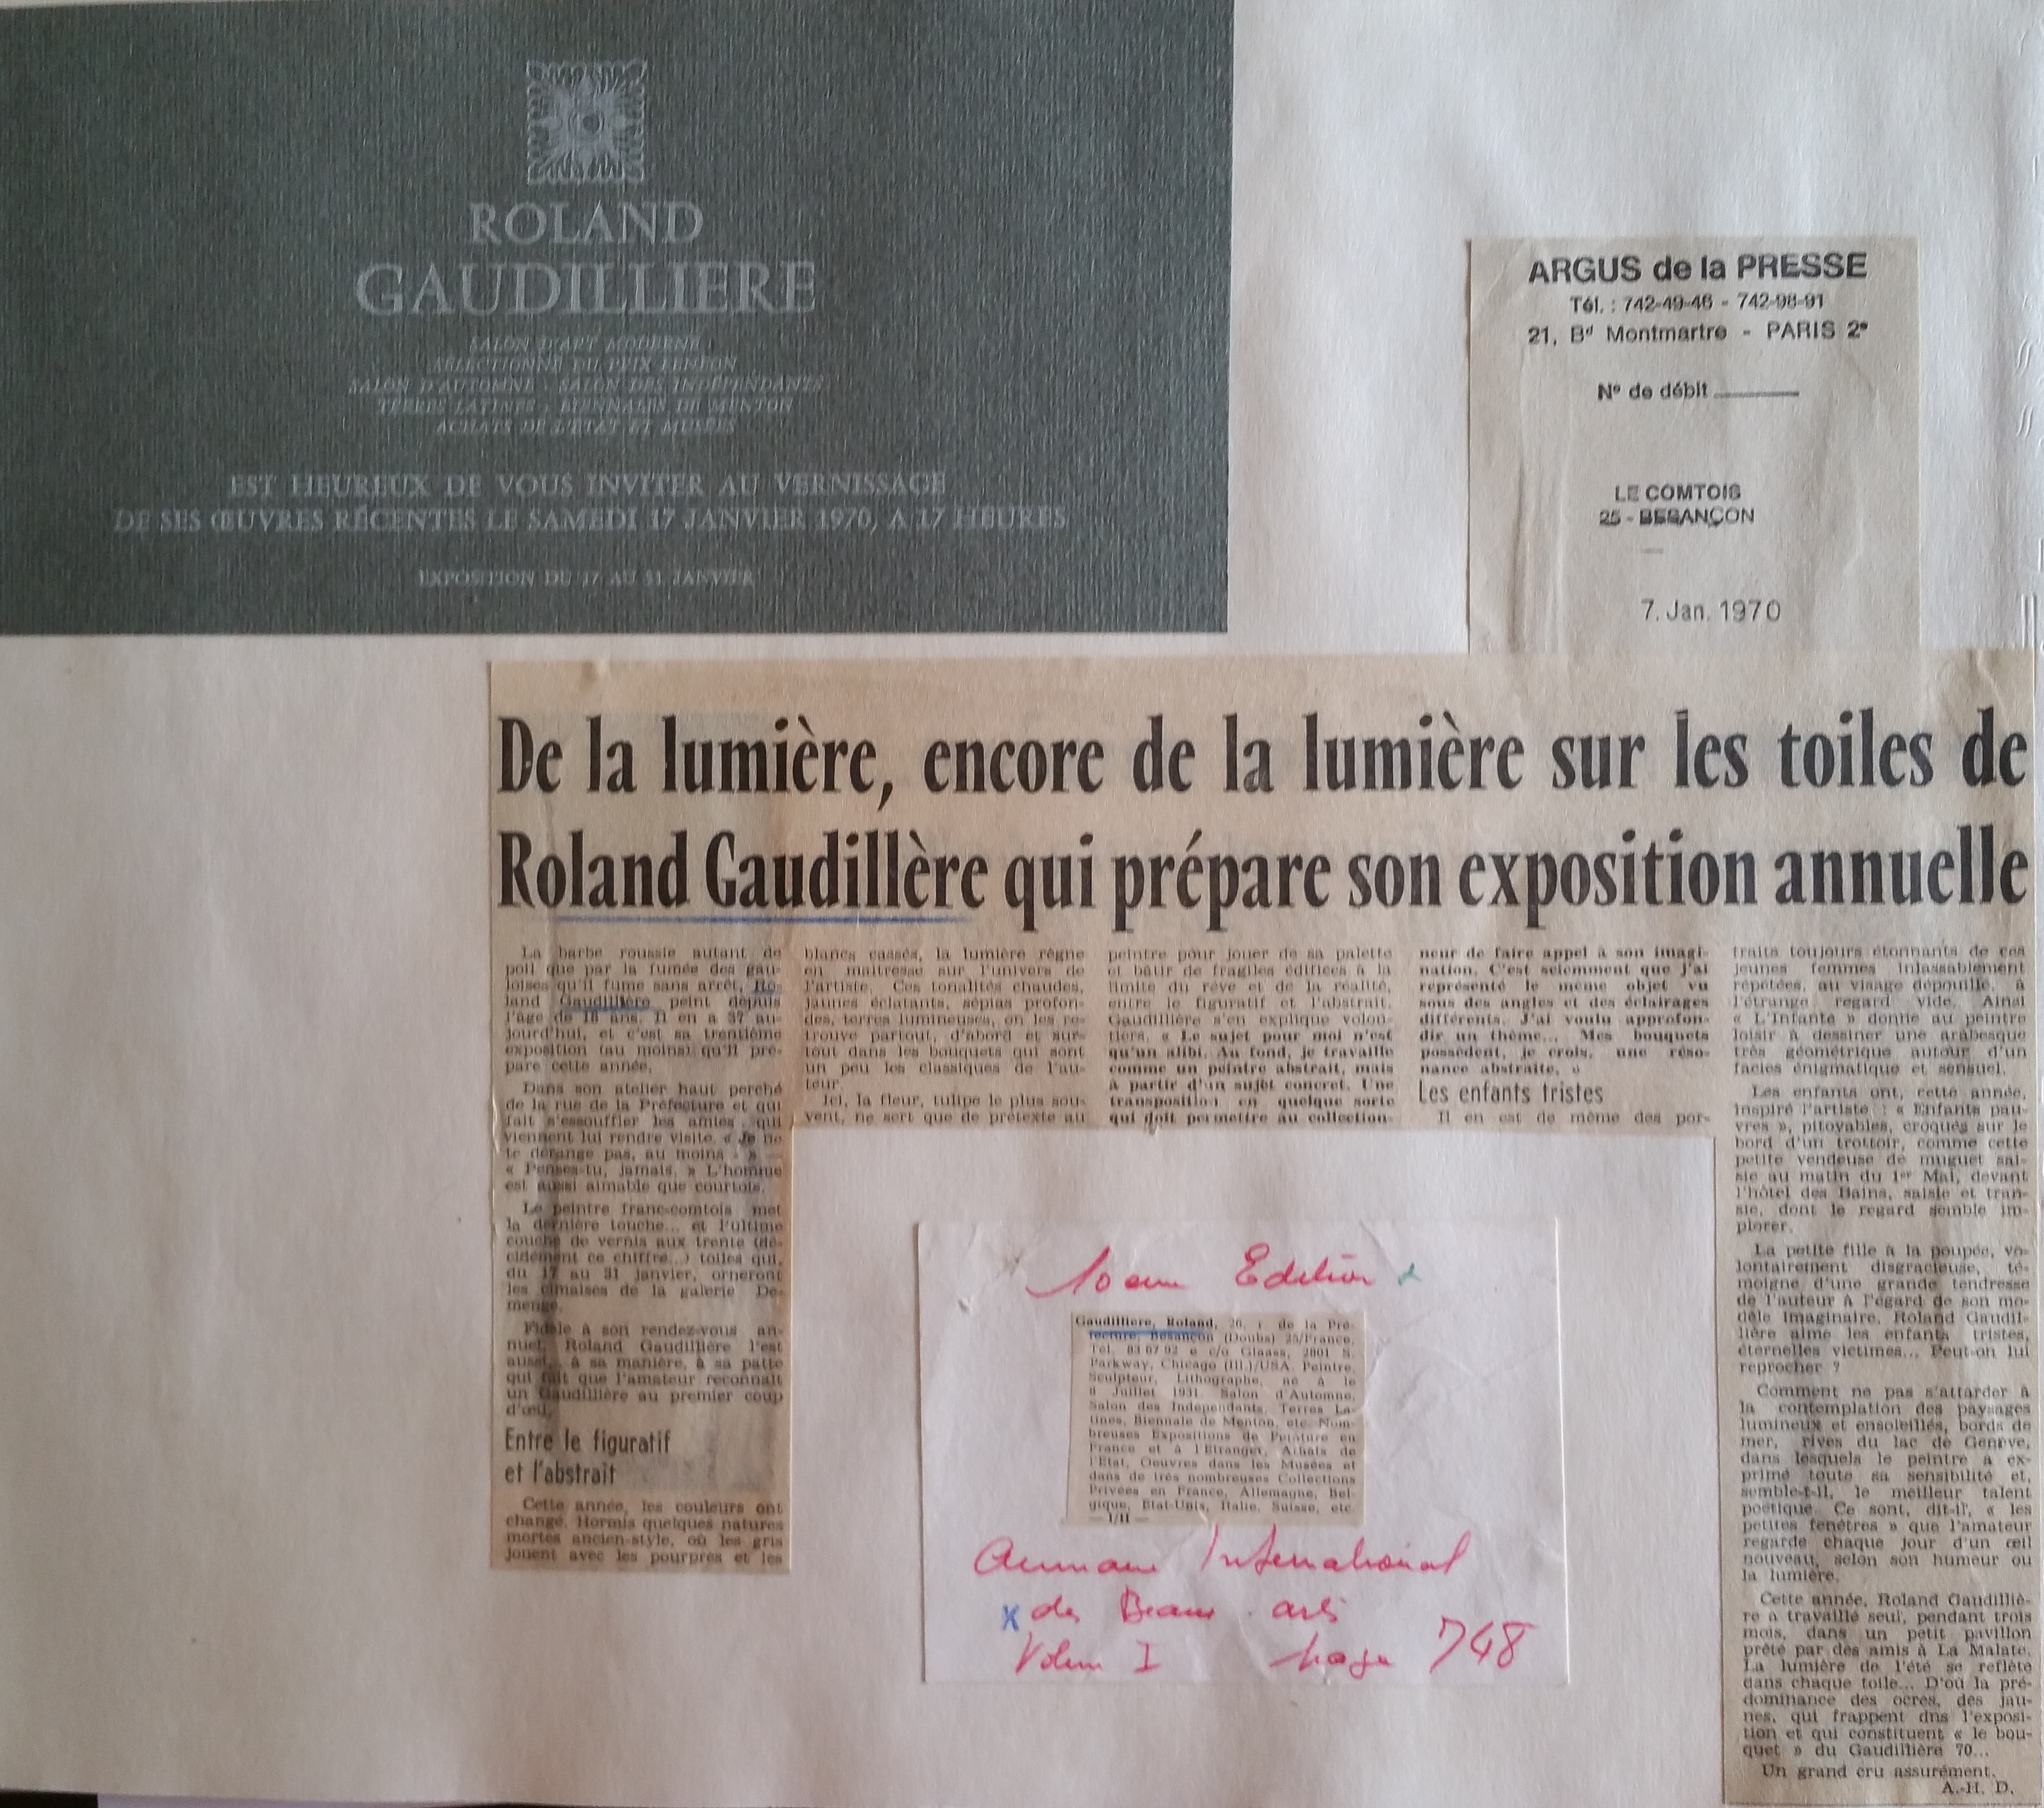 ROLAND
GAUDILLIERE
SALON D'ART MODERNE
SÉLECTIONNÉ DU PRIX FÉNÉON
SALON D'AUTOMNE - SALON DES INDÉPENDANTS
TERRES LATINES - BIENNALES DE MENTON
ACHATS DE L'ÉTAT ET MUSÉES
EST HEUREUX DE VOUS INVITER AU VERNISSAGE
DE SES ŒUVRES RÉCENTES LE SAMEDI 17 JANVIER 1970, A 17 HEURES
EXPOSITION DU 17 AU 31 JANVIER
ARGUS de la PRESSE
Tél. : 742-49-46 - 742-98-91
21, Bd Montmartre - PARIS 2e
N° de débit
LE COMTOIS
25 - BESANÇON
7. Jan. 1970
De la lumière, encore de la lumière sur les toiles de
Roland Gaudillère qui prépare son exposition annuelle
La barbe roussie autant de
poil que par la fumée des gau-
loises qu'il fume sans arrêt, Ro-
land Gaudillière peint depuis
l'âge de 18 ans. Il en a 37 au-
jourd'hui, et c'est sa trentième
exposition (au moins) qu'il pré-
pare cette année.
Dans son atelier haut perché
de la rue de la Préfecture et qui
fait s'essouffler les amies qui
viennent lui rendre visite. « Je ne
te dérange pas, au moins - » —
« Penses-tu, jamais. » L'homme
est aussi aimable que courtois.
Le peintre franc-comtois met
la dernière touche... et l'ultime
couche de vernis aux trente (dé-
cidément ce chiffre...) toiles qui,
du 17 au 31 janvier, orneront
les cimaises de la galerie De-
menge.
Fidèle à son rendez-vous an-
nuel, Roland Gaudillière l'est
aussi... à sa manière, à sa patte
qui fait que l'amateur reconnaît
un Gaudillière au premier coup
d'œil.
Entre le figuratif
et l'abstrait
Cette année, les couleurs ont
changé. Hormis quelques natures
mortes ancien-style, où les gris
jouent avec les pourpres et les
blancs cassés, la lumière règne
en maîtresse sur l'univers de
l'artiste. Ces tonalités chaudes,
jaunes éclatants, sépias profon-
des, terres lumineuses, on les re-
trouve partout, d'abord et sur-
tout dans les bouquets qui sont
un peu les classiques de l'au-
teur.
Ici, la fleur, tulipe le plus sou-
vent, ne sert que de prétexte au
peintre pour jouer de sa palette
et bâtir de fragiles édifices à la
limite du rêve et de la réalité,
entre le figuratif et l'abstrait.
Gaudillière s'en explique volon-
tiers. « Le sujet pour moi n'est
qu'un alibi. Au fond, je travaille
comme un peintre abstrait, mais
à partir d'un sujet concret. Une
transposition en quelque sorte
qui doit permettre au collection-
neur de faire appel à son imagi-
nation. C'est sciemment que j'ai
représenté le même objet vu
sous des angles et des éclairages
différents. J'ai voulu approfon-
dir un thème... Mes bouquets
possèdent, je crois, une réso-
nance abstraite. »
Les enfants tristes
Il en est de même des por-
traits toujours étonnants de ces
jeunes femmes inlassablement
répétées, au visage dépouillé, à
l'étrange regard vide. Ainsi
« L'Infante » donne au peintre
loisir à dessiner une arabesque
très géométrique autour d'un
faciès énigmatique et sensuel.
Les enfants ont, cette année,
inspiré l'artiste : « Enfants pau-
vres », pitoyables, croqués sur le
bord d'un trottoir, comme cette
petite vendeuse de muguet sai-
sie au matin du 1er Mai, devant
l'hôtel des Bains, saisie et tran-
sie, dont le regard semble im-
plorer.
La petite fille à la poupée, vo-
lontairement disgracieuse, té-
moigne d'une grande tendresse
de l'auteur à l'égard de son mo-
dèle imaginaire. Roland Gaudil-
lière aime les enfants tristes,
éternelles victimes... Peut-on lui
reprocher ?
Comment ne pas s'attarder à
la contemplation des paysages
lumineux et ensoleillés, bords de
mer, rives du lac de Genève,
dans lesquels le peintre a ex-
primé toute sa sensibilité et,
semble-t-il, le meilleur talent
poétique. Ce sont, dit-il, « les
petites fenêtres » que l'amateur
regarde chaque jour d'un œil
nouveau, selon son humeur ou
la lumière.
Cette année, Roland Gaudilliè-
re a travaillé seul, pendant trois
mois, dans un petit pavillon
prêté par des amis à La Malate.
La lumière de l'été se reflète
dans chaque toile... D'où la pré-
dominance des ocres, des jau-
nes, qui frappent dns l'exposi-
tion et qui constituent « le bou-
quet » du Gaudillière 70...
Un grand cru assurément.
A.-H. D.
10eme Edition
Gaudilliere, Roland, 26, r. de la Pré-
fecture, Besançon (Doubs) 25/France.
Tél. 83 07 92 e c/o Glaass, 2801 S.
Parkway, Chicago (Ill.)/USA. Peintre,
Sculpteur, Lithographe, né à le
8 Juillet 1931. Salon d'Automne,
Salon des Indépendants, Terres La-
tines, Biennale de Menton, etc. Nom-
breuses Expositions de Peinture en
France et à l'Etranger, Achats de
l'Etat, Oeuvres dans les Musées et
dans de très nombreuses Collections
Privées en France, Allemagne, Bel-
gique, Etat-Unis, Italie, Suisse, etc.
— I/II —
Annuaire International
x des Beaux-arts
Volume I page 748